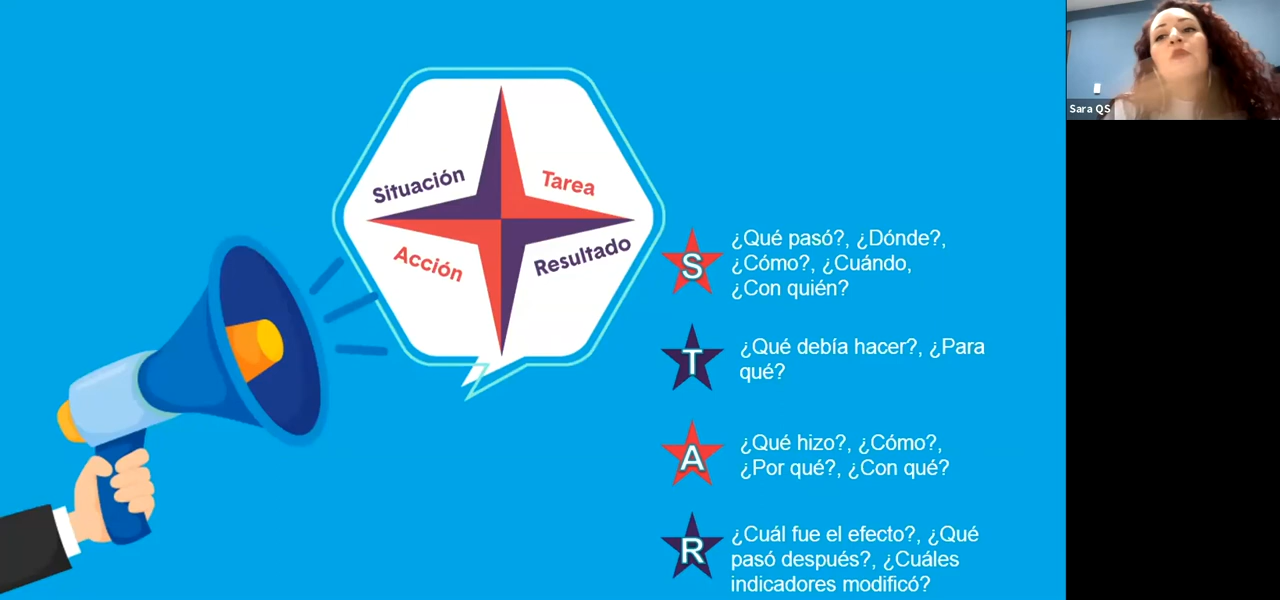 Situación
Tarea
Acción
Resultado
S
¿Qué pasó?, ¿Dónde?,
¿Cómo?, ¿Cuándo,
¿Con quién?
T
¿Qué debía hacer?, ¿Para
qué?
A
¿Qué hizo?, ¿Cómo?,
¿Por qué?, ¿Con qué?
R
¿Cuál fue el efecto?, ¿Qué
pasó después?, ¿Cuáles
indicadores modificó?
Sara QS